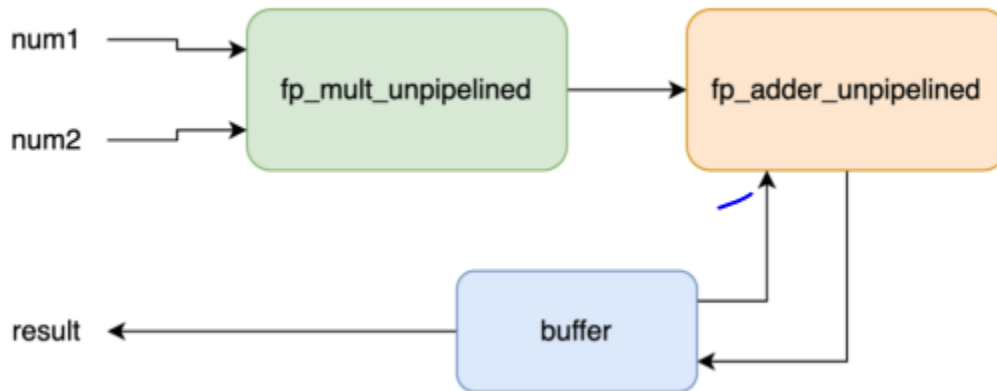 num1
fp_mult_unpipelined
fp_adder_unpipelined
num2
result
buffer